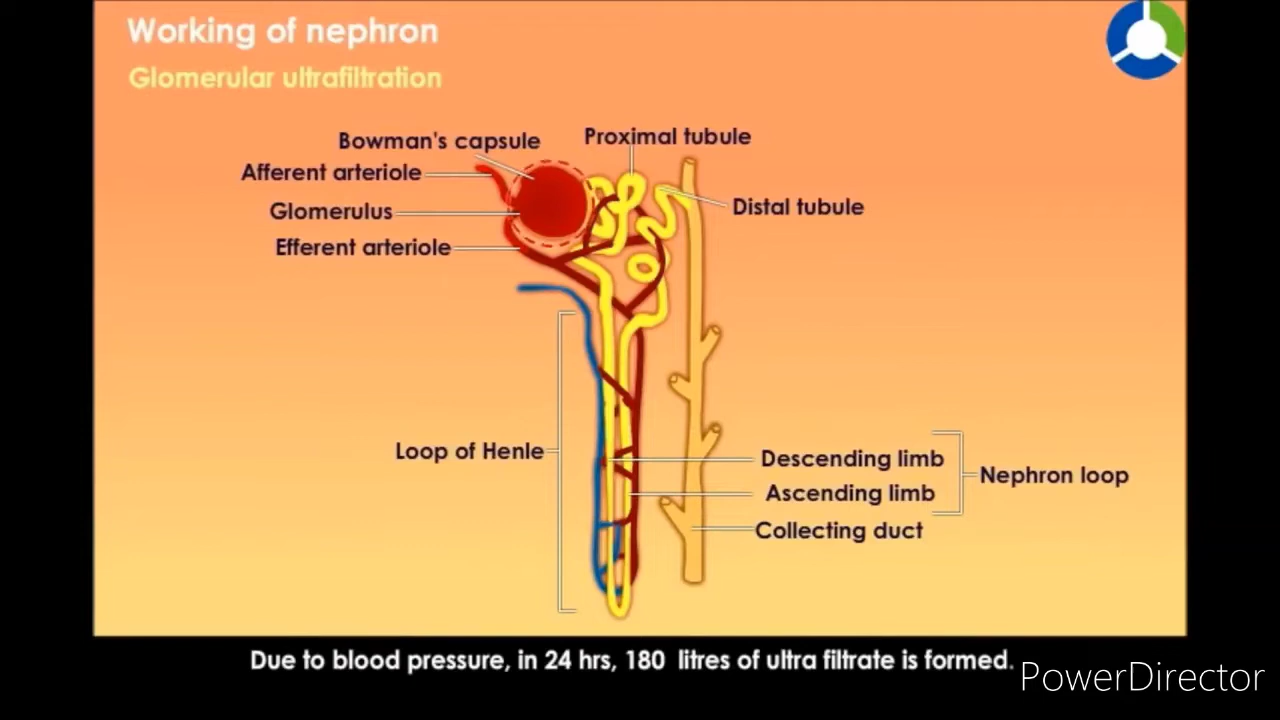 Working of nephron
Glomerular ultrafiltration
Bowman's capsule
Proximal tubule
Afferent arteriole
Glomerulus
Distal tubule
Efferent arteriole
Loop of Henle
Descending limb
Nephron loop
Ascending limb
Collecting duct
Due to blood pressure, in 24 hrs, 180 litres of ultra filtrate is formed.
PowerDirector